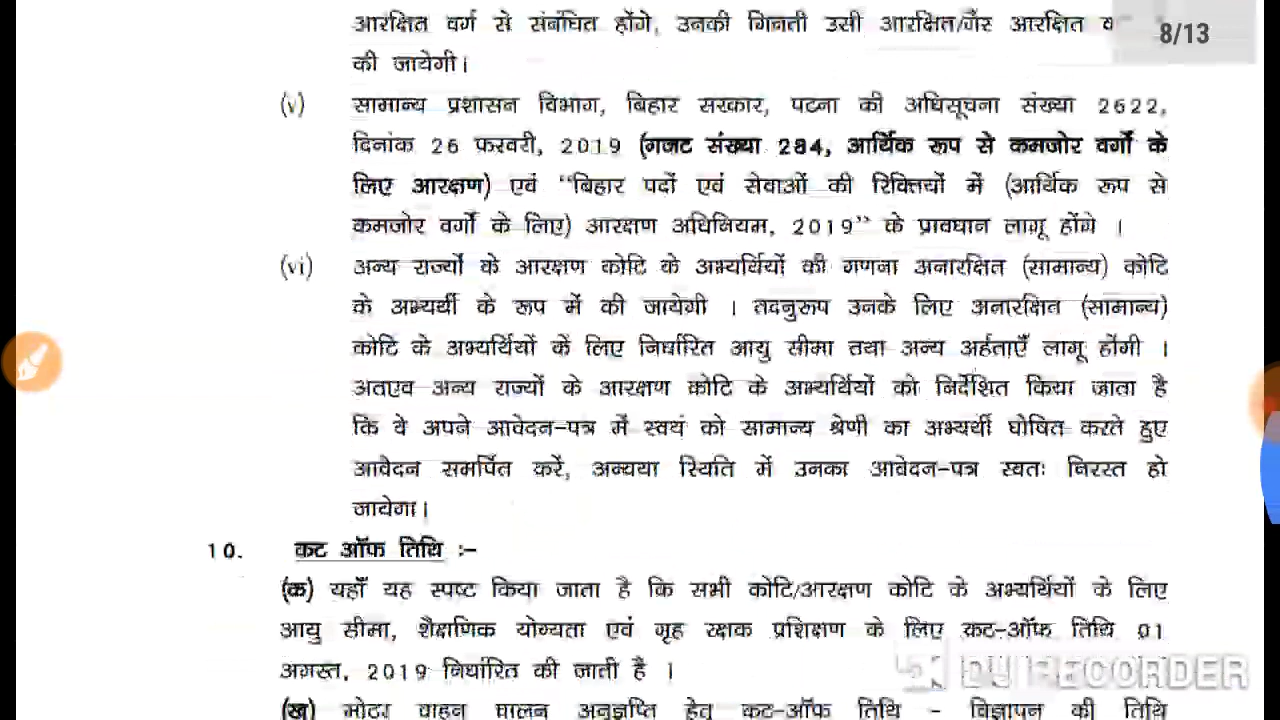 आरक्षित वर्ग से संबंधित होंगे, उनकी गिनती उसी आरक्षित/गैर आरक्षित
8/13
की जायेगी।
(v) सामान्य प्रशासन विभाग, बिहार सरकार, पटना की अधिसूचना संख्या 2622,
दिनांक 26 फरवरी, 2019 (गजट संख्या 284, आर्थिक रूप से कमजोर वर्गों के
लिए आरक्षण) एवं “बिहार पदों एवं सेवाओं की रिक्तियों में (आर्थिक रूप से
कमजोर वर्गों के लिए) आरक्षण अधिनियम, 2019” के प्रावधान लागू होंगे ।
(vi) अन्य राज्यों के आरक्षण कोटि के अभ्यर्थियों की गणना अनारक्षित (सामान्य) कोटि
के अभ्यर्थी के रूप में की जायेगी । तदनुरूप उनके लिए अनारक्षित (सामान्य)
कोटि के अभ्यर्थियों के लिए निर्धारित आयु सीमा तथा अन्य अर्हताएँ लागू होंगी ।
अतएव अन्य राज्यों के आरक्षण कोटि के अभ्यर्थियों को निर्देशित किया जाता है
कि वे अपने आवेदन-पत्र में स्वयं को सामान्य श्रेणी का अभ्यर्थी घोषित करते हुए
आवेदन समर्पित करें, अन्यथा स्थिति में उनका आवेदन-पत्र स्वतः निरस्त हो
जायेगा।
10. कट ऑफ तिथि :-
(क) यहाँ यह स्पष्ट किया जाता है कि सभी कोटि/आरक्षण कोटि के अभ्यर्थियों के लिए
आयु सीमा, शैक्षणिक योग्यता एवं गृह रक्षक प्रशिक्षण के लिए कट-ऑफ तिथि 01
अगस्त, 2019 निर्धारित की जाती है ।
DU RECORDER
(ख) मोटर वाहन चालन अनुज्ञप्ति हेतु कट-ऑफ तिथि - विज्ञापन की तिथि